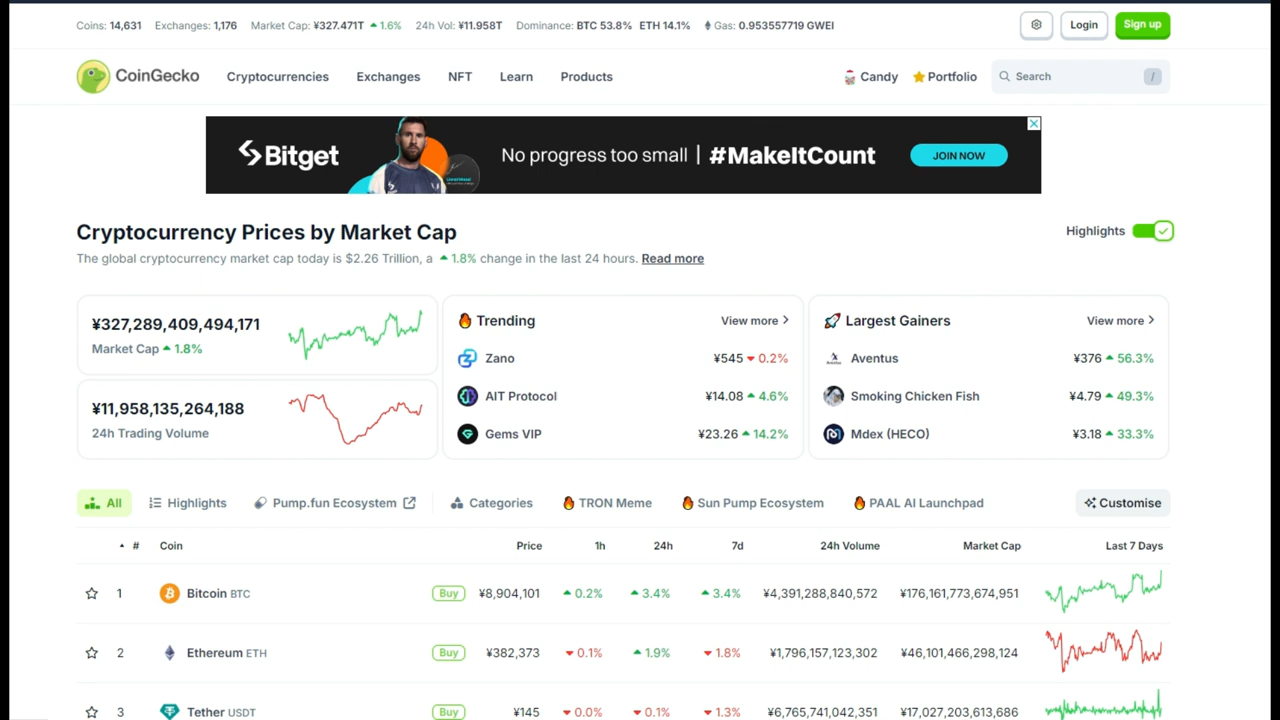 Coins: 14,631 Exchanges: 1,176 Market Cap: ¥327.471T 1.6% 24h Vol: ¥11.958T Dominance: BTC 53.8% ETH 14.1% Gas: 0.953557719 GWEI Login Sign up
CoinGecko Cryptocurrencies Exchanges NFT Learn Products Candy Portfolio Search /
Bitget No progress too small | #MakeItCount JOIN NOW
Cryptocurrency Prices by Market Cap Highlights
The global cryptocurrency market cap today is $2.26 Trillion, a 1.8% change in the last 24 hours. Read more
¥327,289,409,494,171
Market Cap 1.8%
¥11,958,135,264,188
24h Trading Volume
Trending View more
Zano ¥545 0.2%
AIT Protocol ¥14.08 4.6%
Gems VIP ¥23.26 14.2%
Largest Gainers View more
Aventus ¥376 56.3%
Smoking Chicken Fish ¥4.79 49.3%
Mdex (HECO) ¥3.18 33.3%
All Highlights Pump.fun Ecosystem Categories TRON Meme Sun Pump Ecosystem PAAL AI Launchpad Customise
# Coin Price 1h 24h 7d 24h Volume Market Cap Last 7 Days
1 Bitcoin BTC Buy ¥8,904,101 0.2% 3.4% 3.4% ¥4,391,288,840,572 ¥176,161,773,674,951
2 Ethereum ETH Buy ¥382,373 0.1% 1.9% 1.8% ¥1,796,157,123,302 ¥46,101,466,298,124
3 Tether USDT Buy ¥145 0.0% 0.1% 1.3% ¥6,765,741,042,351 ¥17,027,203,613,686